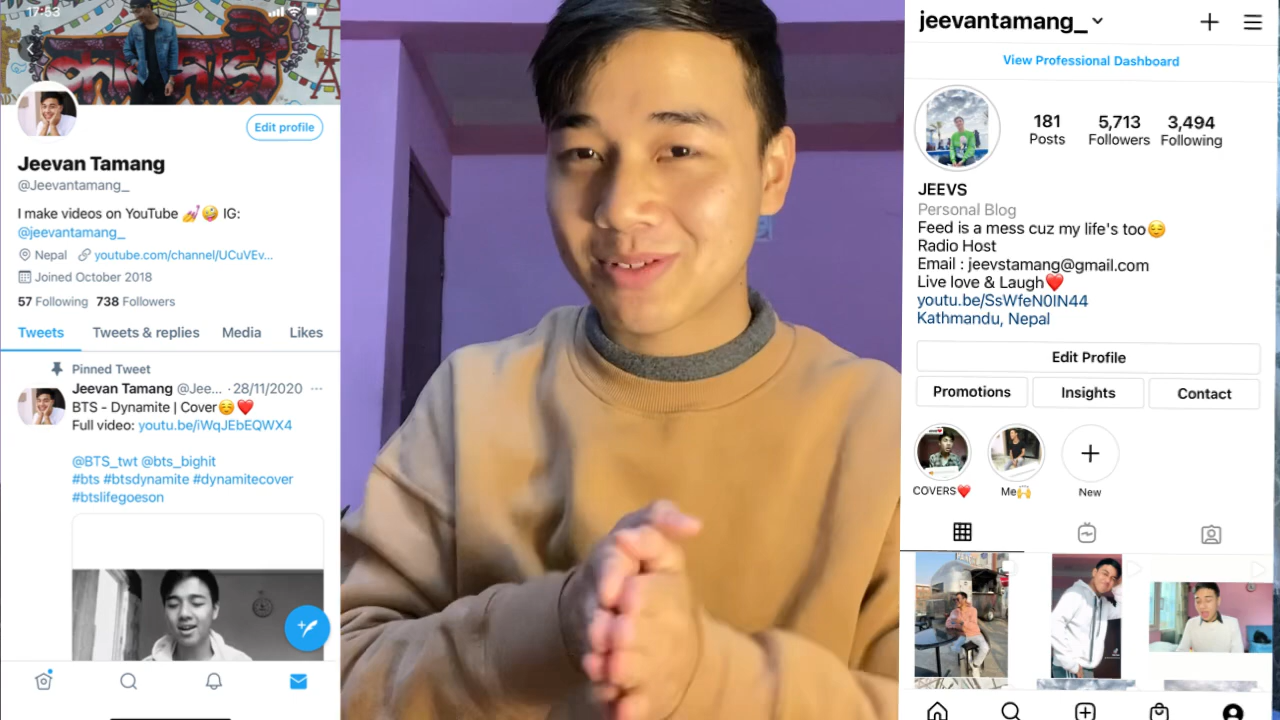 17:53
Edit profile
Jeevan Tamang
@Jeevantamang_
I make videos on YouTube 💅🤪 IG:
@jeevantamang_
Nepal youtube.com/channel/UCuVEv...
Joined October 2018
57 Following 738 Followers
Tweets Tweets & replies Media Likes
Pinned Tweet
Jeevan Tamang @Jee... · 28/11/2020 ...
BTS - Dynamite | Cover☺️❤️
Full video: youtu.be/iWqJEbEQWX4
@BTS_twt @bts_bighit
#bts #btsdynamite #dynamitecover
#btslifegoeson
jeevantamang_
View Professional Dashboard
181 5,713 3,494
Posts Followers Following
JEEVS
Personal Blog
Feed is a mess cuz my life's too😌
Radio Host
Email : jeevstamang@gmail.com
Live love & Laugh❤️
youtu.be/SsWfeN0IN44
Kathmandu, Nepal
Edit Profile
Promotions Insights Contact
COVERS❤️ Me🙌 New